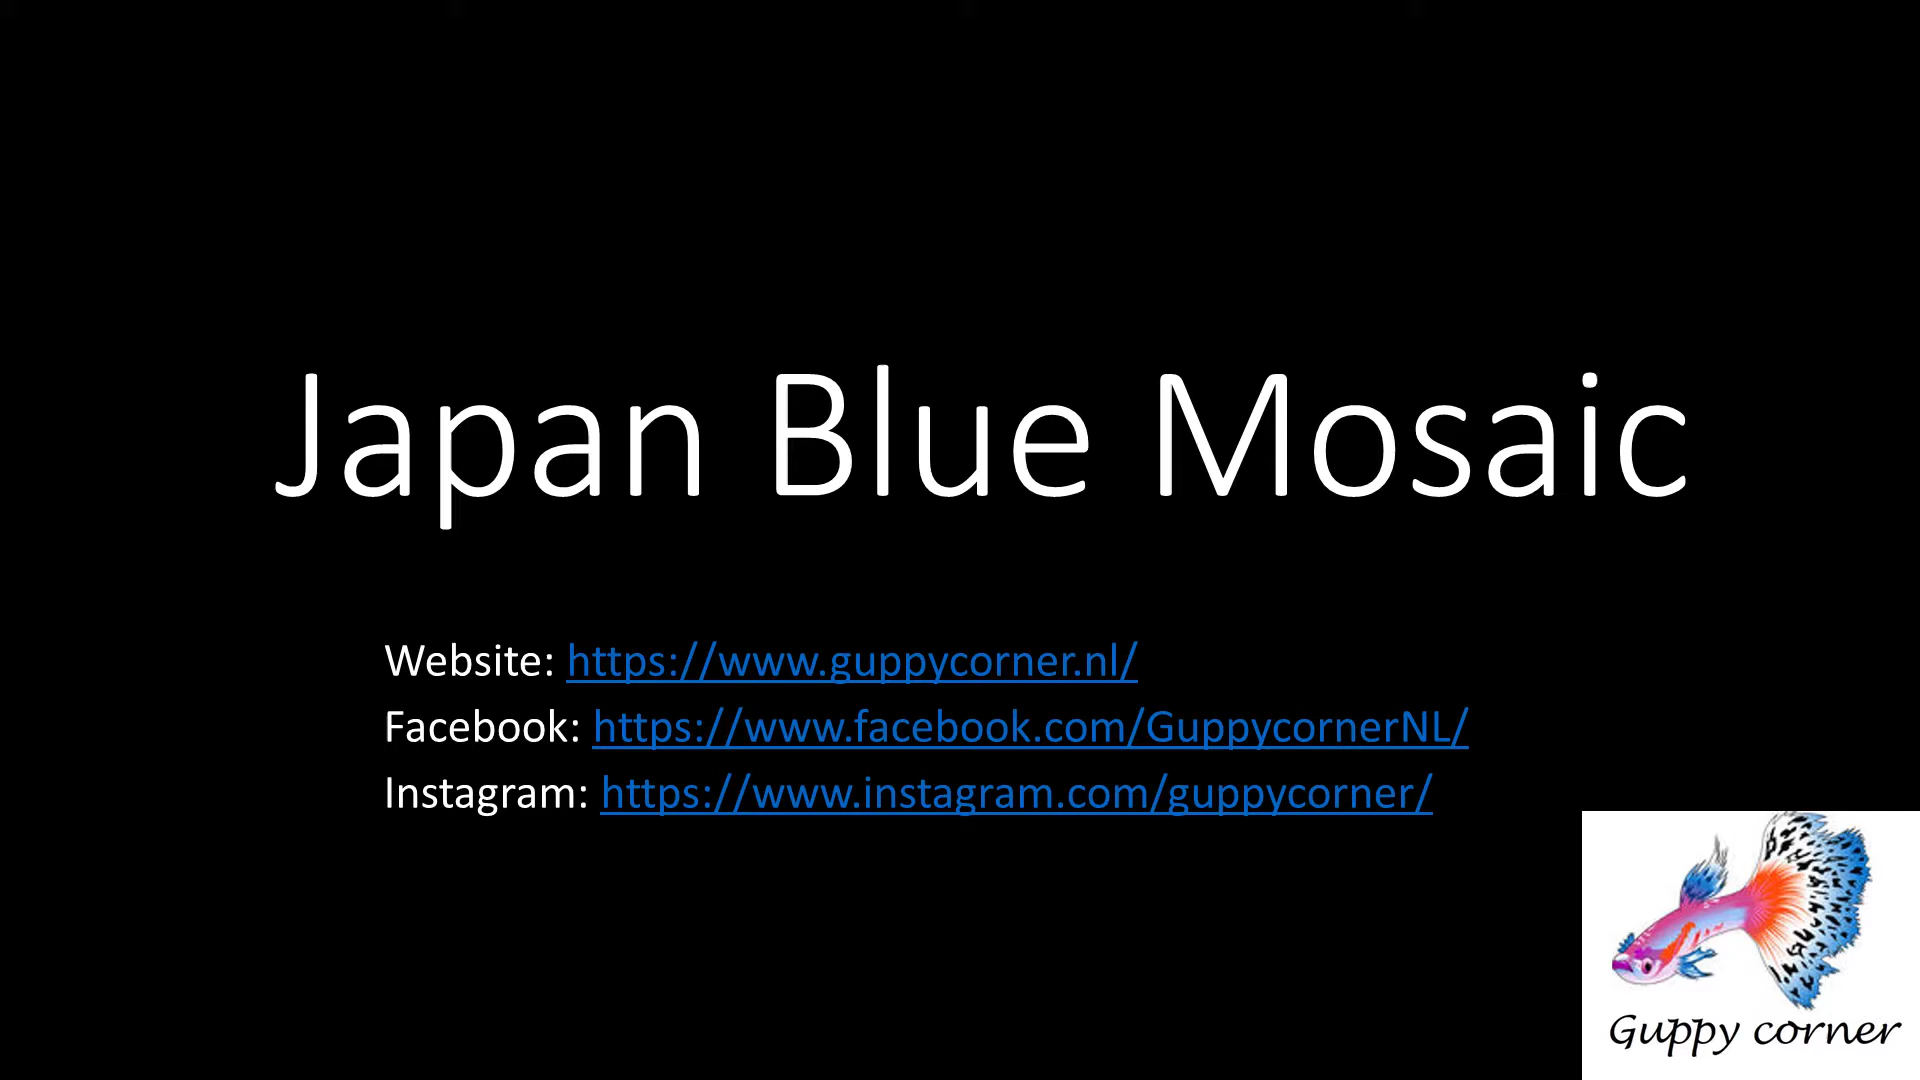 Japan Blue Mosaic
Website: https://www.guppycorner.nl/
Facebook: https://www.facebook.com/GuppycornerNL/
Instagram: https://www.instagram.com/guppycorner/
Guppy corner